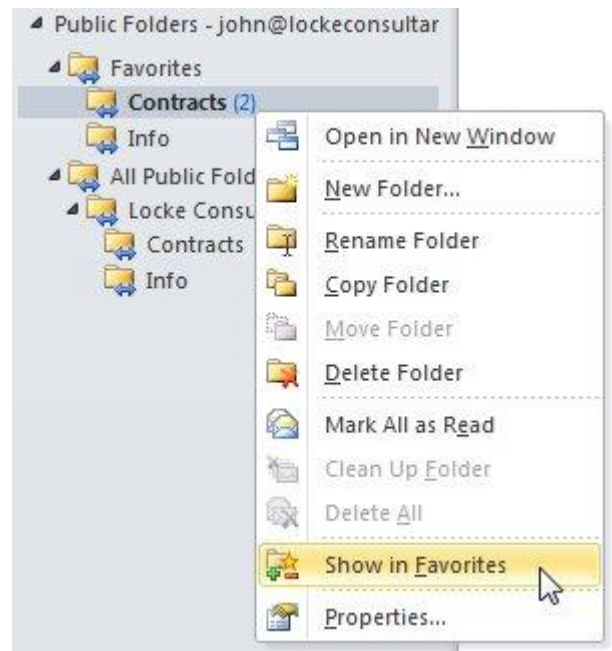 Public Folders - john@lockeconsultar
Favorites
Contracts (2)
Info
All Public Fold
Locke Consu
Contracts
Info
Open in New Window
New Folder...
Rename Folder
Copy Folder
Move Folder
Delete Folder
Mark All as Read
Clean Up Folder
Delete All
Show in Favorites
Properties...